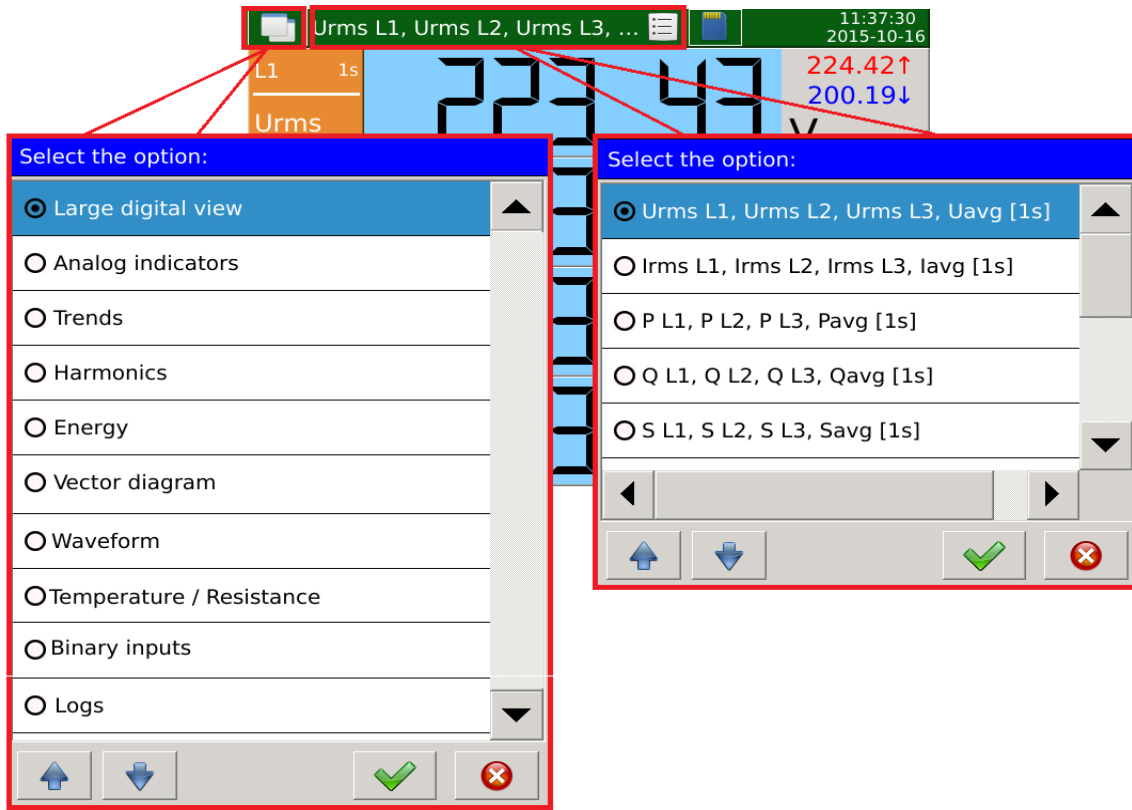 Urms L1, Urms L2, Urms L3, ...
11:37:30
2015-10-16
L1 1s
223 43
224.42↑
200.19↓
Urms
V
Select the option:
Large digital view
Analog indicators
Trends
Harmonics
Energy
Vector diagram
Waveform
Temperature / Resistance
Binary inputs
Logs
Select the option:
Urms L1, Urms L2, Urms L3, Uavg [1s]
Irms L1, Irms L2, Irms L3, Iavg [1s]
P L1, P L2, P L3, Pavg [1s]
Q L1, Q L2, Q L3, Qavg [1s]
S L1, S L2, S L3, Savg [1s]